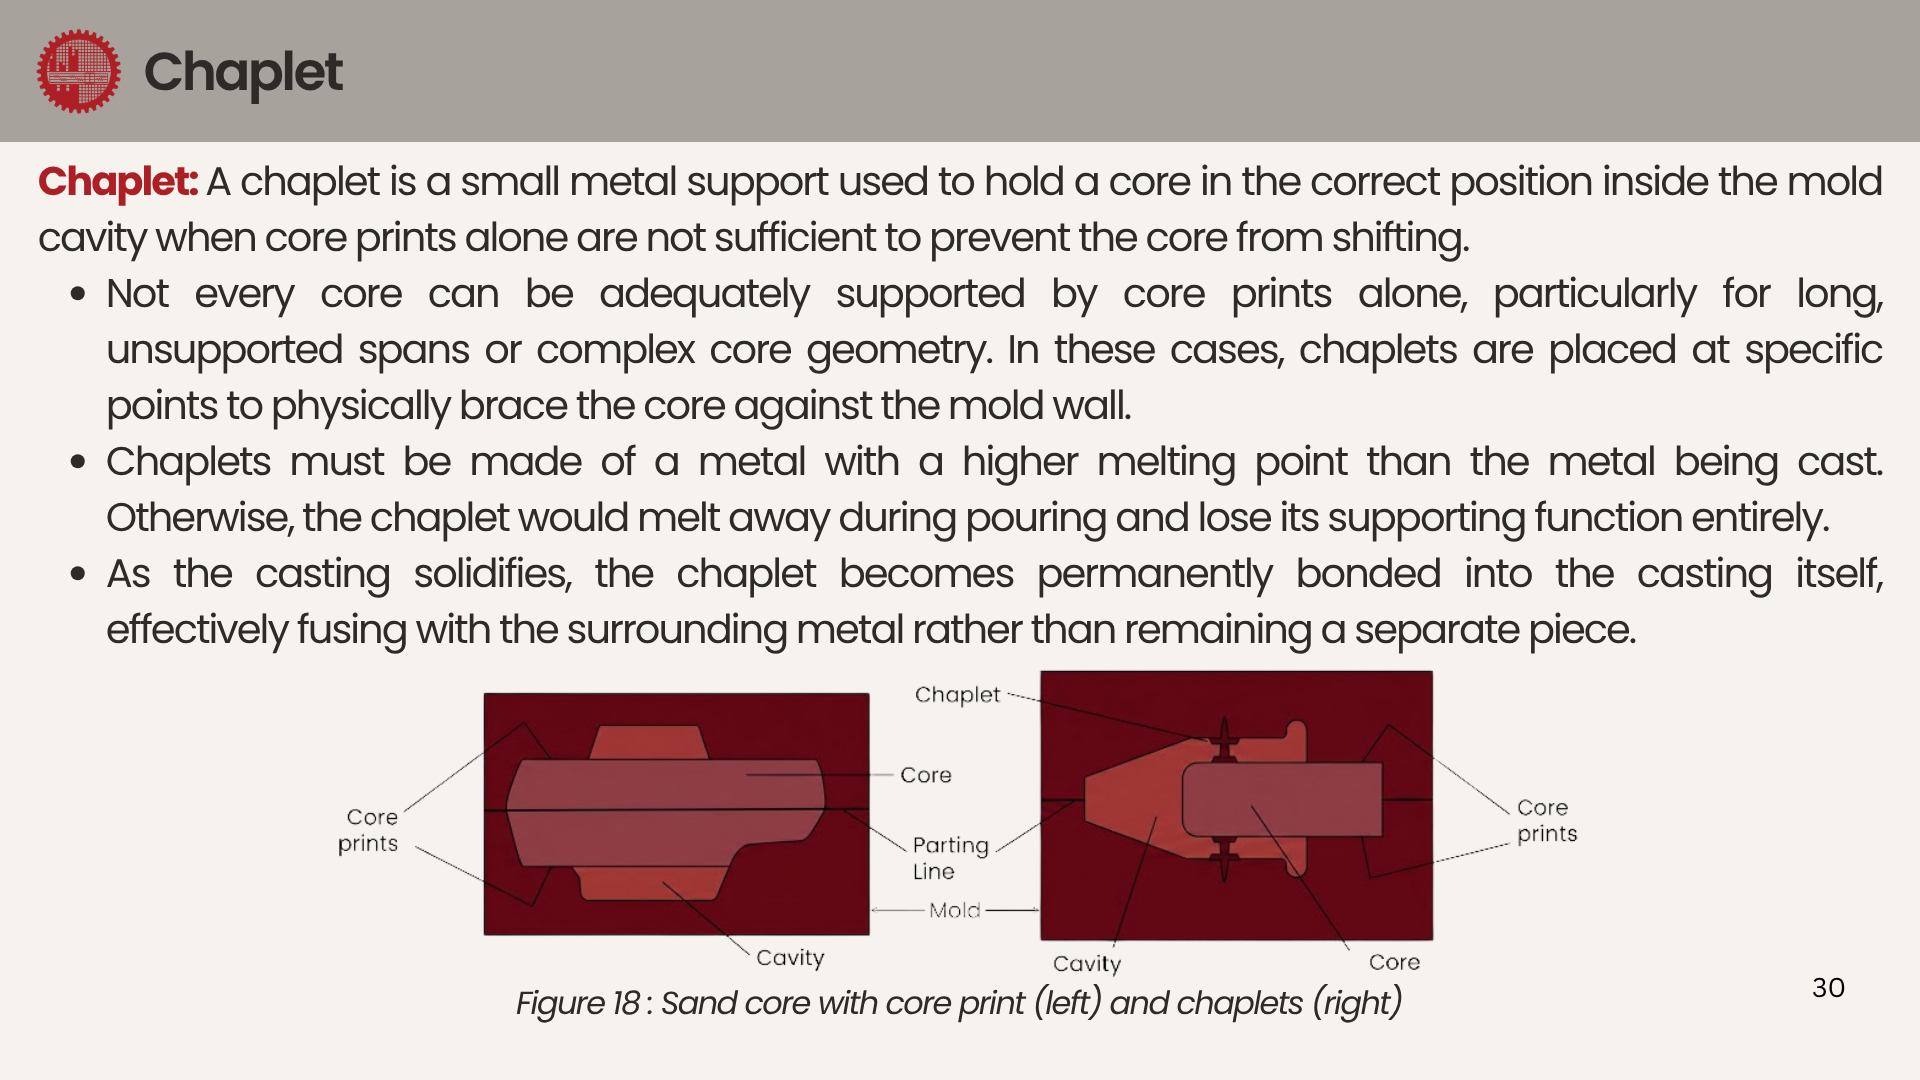 Chaplet
Chaplet: A chaplet is a small metal support used to hold a core in the correct position inside the mold
cavity when core prints alone are not sufficient to prevent the core from shifting.
• Not every core can be adequately supported by core prints alone, particularly for long,
unsupported spans or complex core geometry. In these cases, chaplets are placed at specific
points to physically brace the core against the mold wall.
• Chaplets must be made of a metal with a higher melting point than the metal being cast.
Otherwise, the chaplet would melt away during pouring and lose its supporting function entirely.
• As the casting solidifies, the chaplet becomes permanently bonded into the casting itself,
effectively fusing with the surrounding metal rather than remaining a separate piece.
Core
prints
Core
Cavity
Chaplet
Parting
Line
Mold
Cavity
Core
Core
prints
Figure 18 : Sand core with core print (left) and chaplets (right)
30